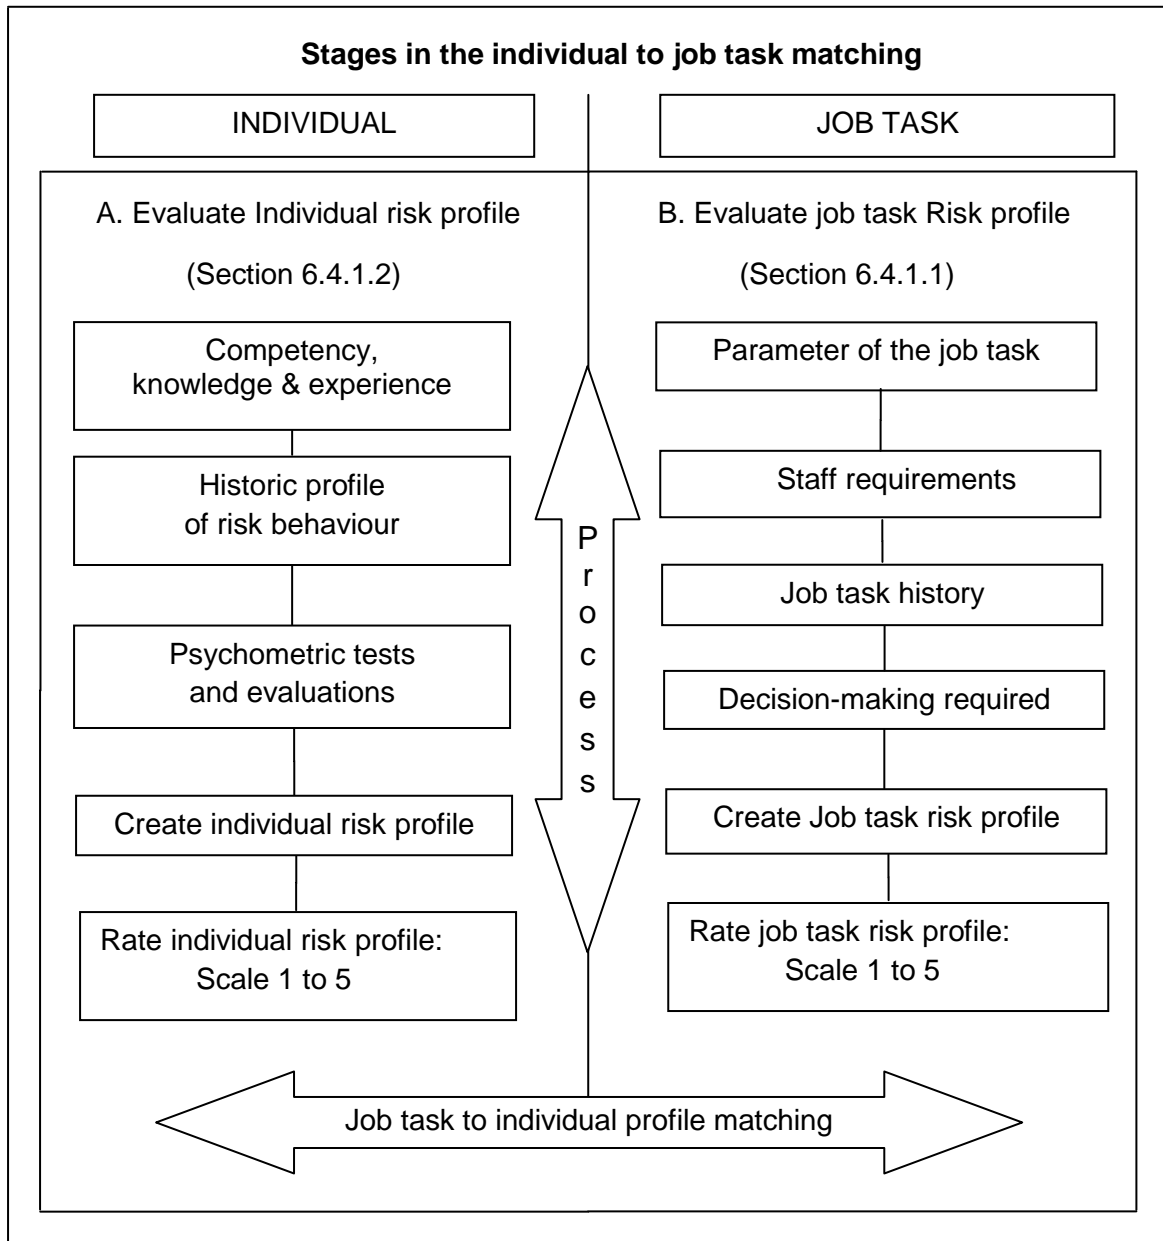 Stages in the individual to job task matching
INDIVIDUAL
JOB TASK
A. Evaluate Individual risk profile
(Section 6.4.1.2)
Competency,
knowledge & experience
Historic profile
of risk behaviour
Psychometric tests
and evaluations
Create individual risk profile
Rate individual risk profile:
Scale 1 to 5
Process
B. Evaluate job task Risk profile
(Section 6.4.1.1)
Parameter of the job task
Staff requirements
Job task history
Decision-making required
Create Job task risk profile
Rate job task risk profile:
Scale 1 to 5
Job task to individual profile matching